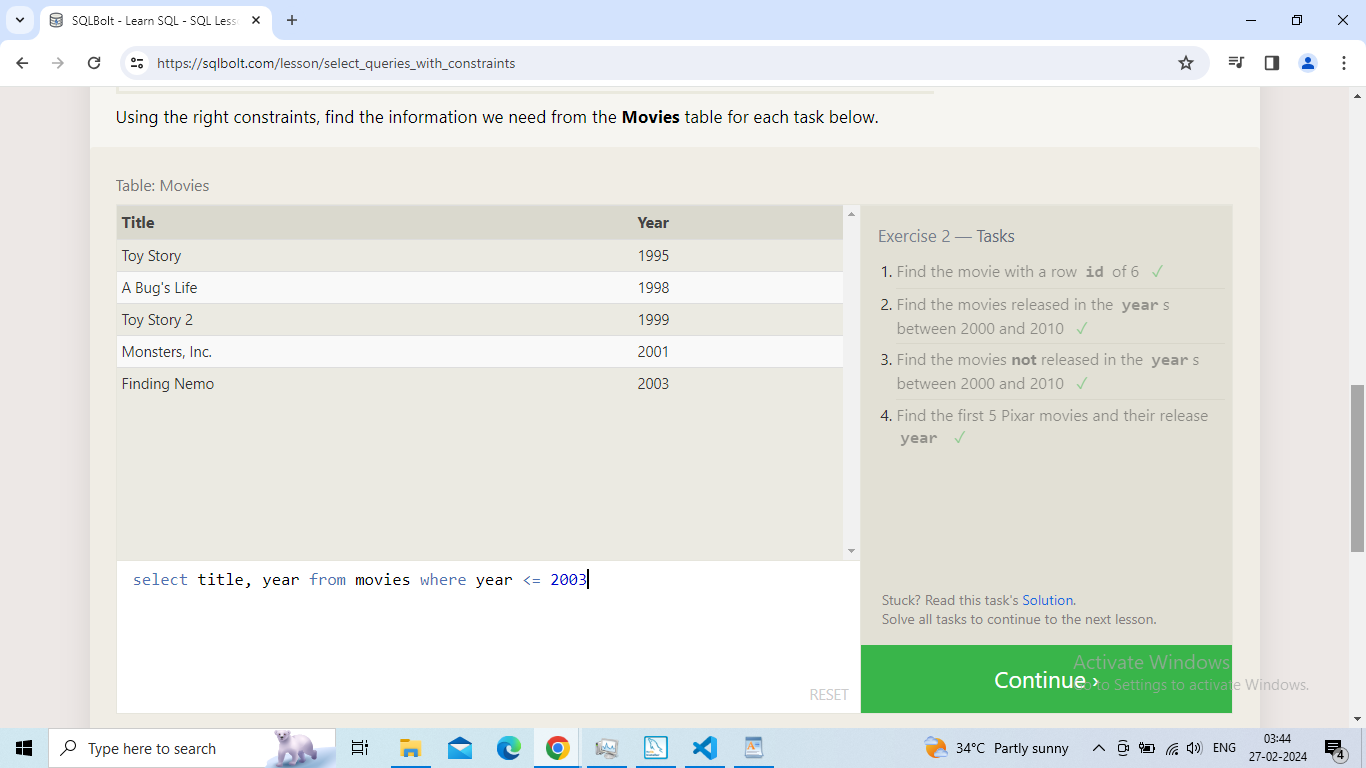 SQLBolt - Learn SQL - SQL Less
https://sqlbolt.com/lesson/select_queries_with_constraints
Using the right constraints, find the information we need from the Movies table for each task below.
Table: Movies
Title Year
Toy Story 1995
A Bug's Life 1998
Toy Story 2 1999
Monsters, Inc. 2001
Finding Nemo 2003
select title, year from movies where year <= 2003
RESET
Exercise 2 — Tasks
1. Find the movie with a row id of 6 ✓
2. Find the movies released in the year s
between 2000 and 2010 ✓
3. Find the movies not released in the year s
between 2000 and 2010 ✓
4. Find the first 5 Pixar movies and their release
year ✓
Stuck? Read this task's Solution.
Solve all tasks to continue to the next lesson.
Continue ›
Activate Windows
Go to Settings to activate Windows.
Type here to search
34°C Partly sunny
ENG
03:44
27-02-2024
4